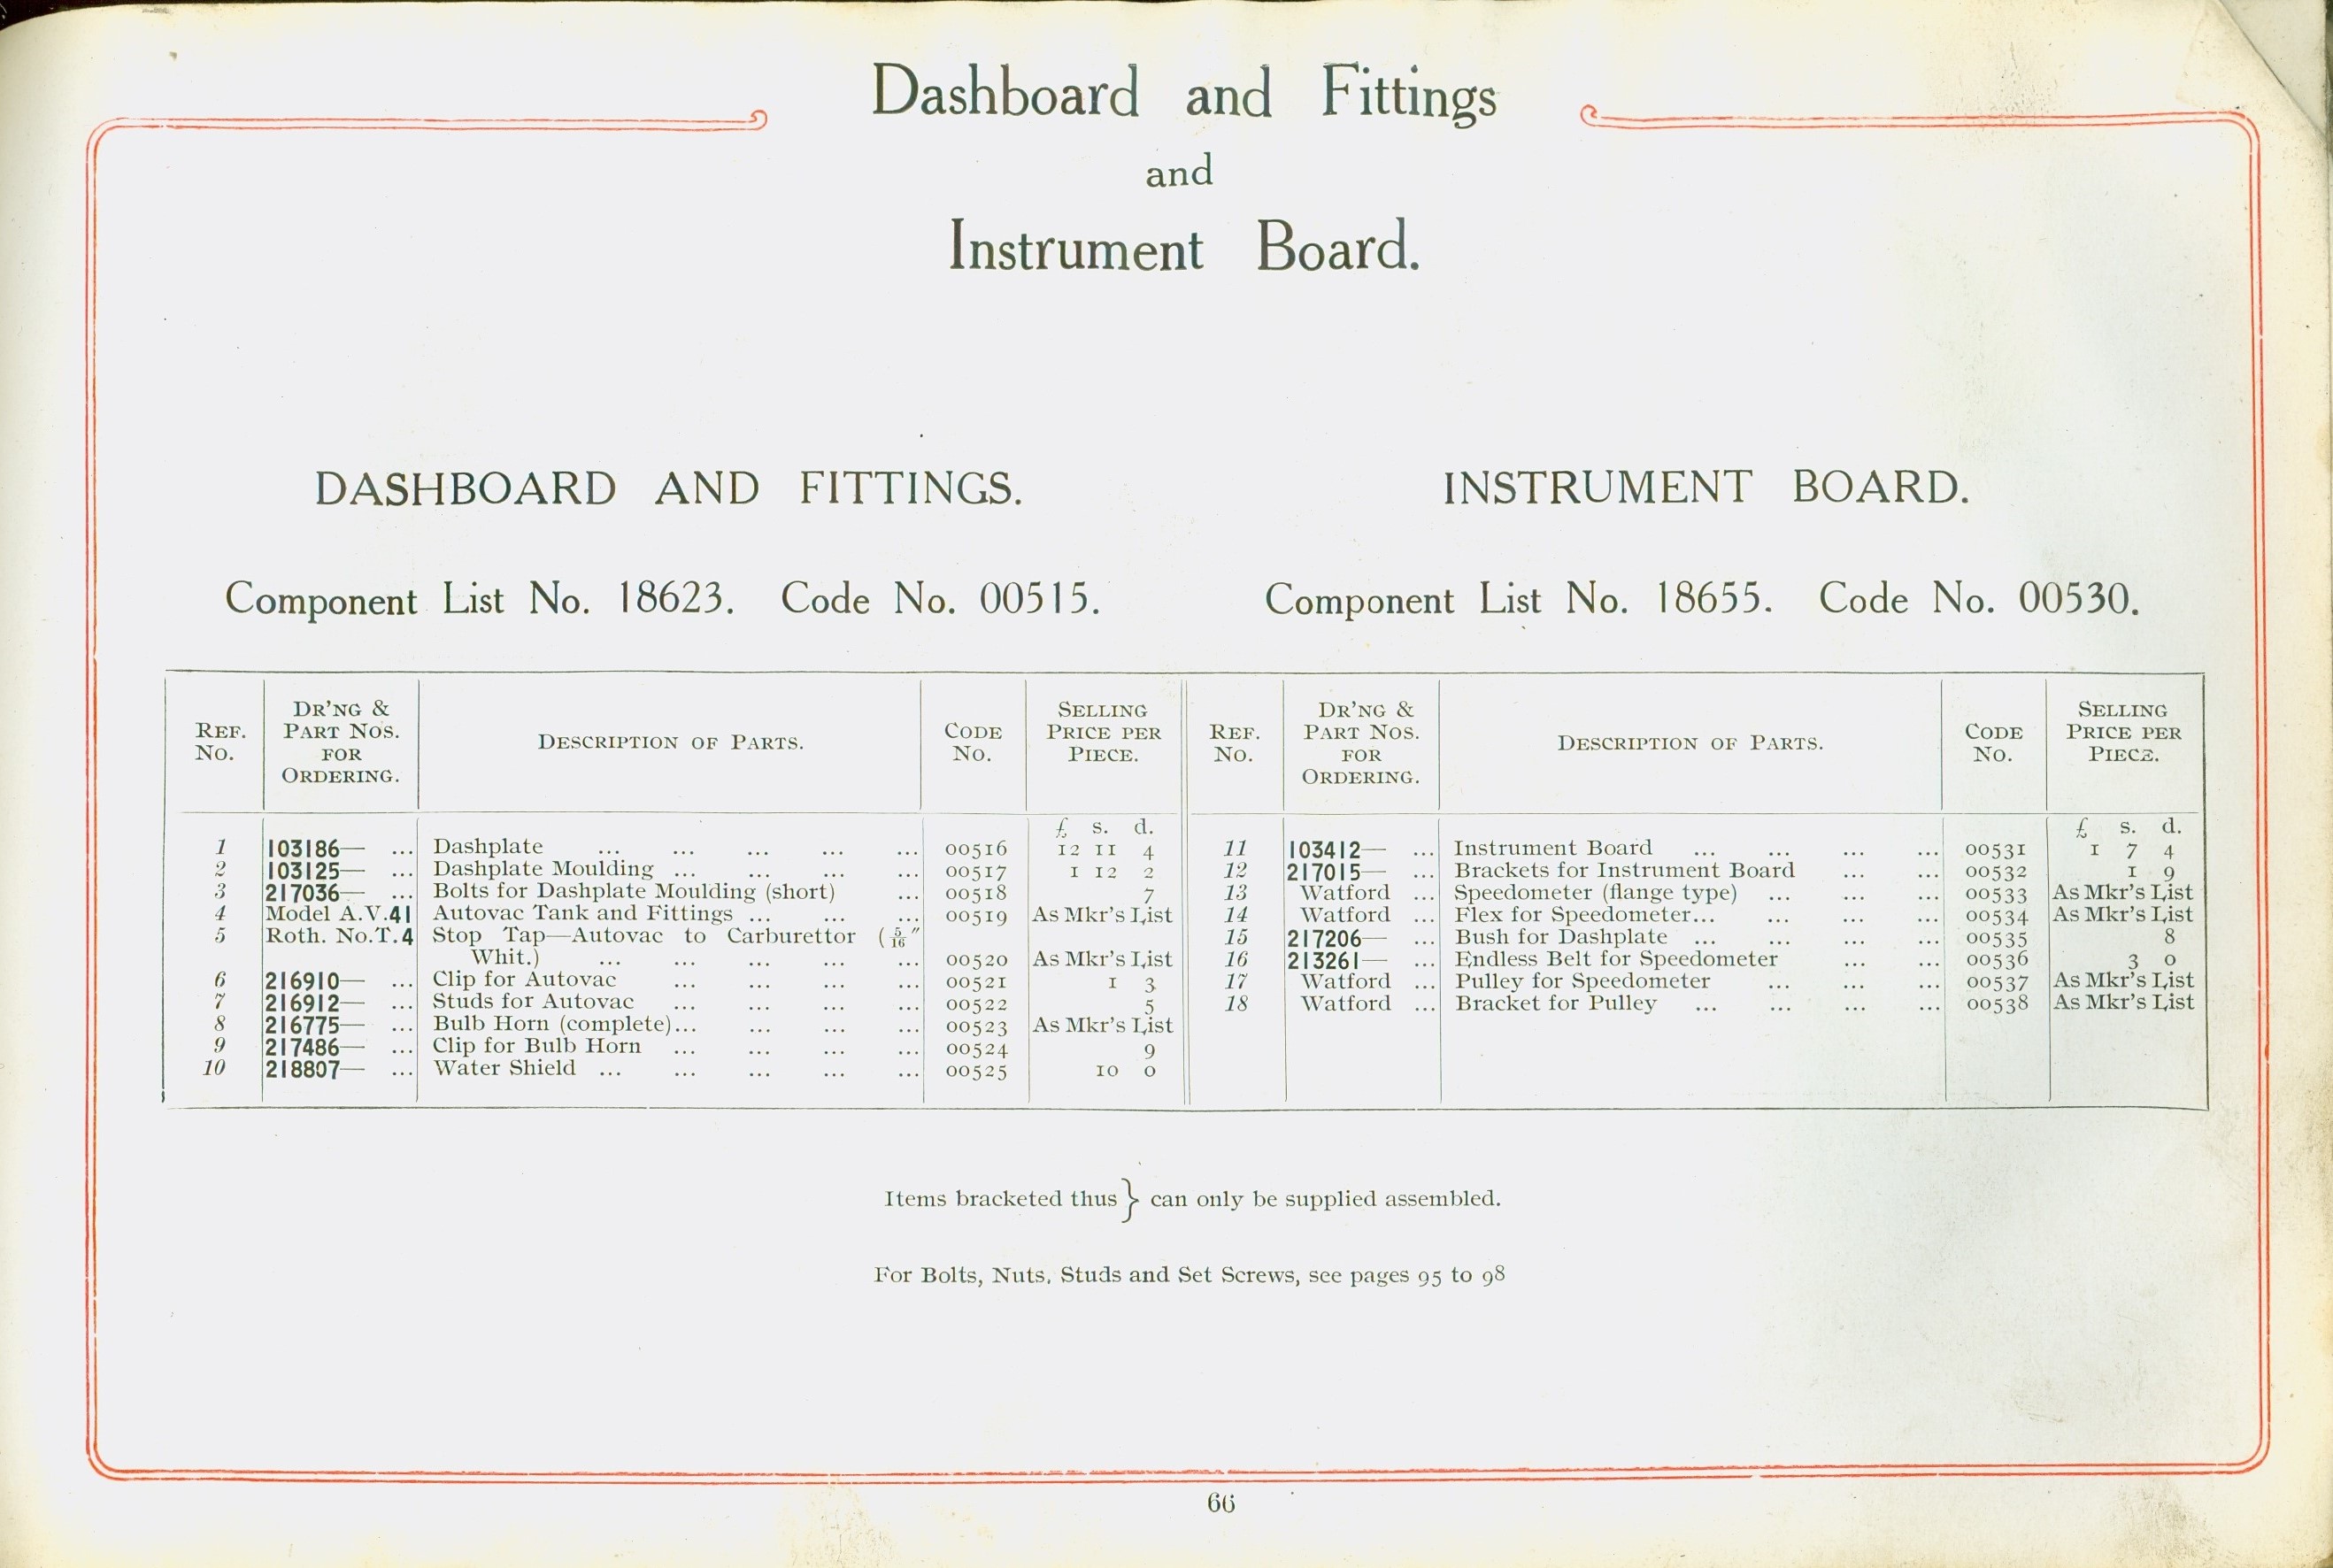 Dashboard and Fittings
and
Instrument Board.
DASHBOARD AND FITTINGS.
Component List No. 18623. Code No. 00515.
REF. NO. DR'NG & PART NOS. FOR ORDERING. DESCRIPTION OF PARTS. CODE NO. SELLING PRICE PER PIECE.
£ s. d.
1 103186— ... Dashplate ... ... ... ... ... 00516 12 11 4
2 103125— ... Dashplate Moulding ... ... ... ... 00517 1 12 2
3 217036— ... Bolts for Dashplate Moulding (short) ... 00518 7
4 Model A.V.41 Autovac Tank and Fittings ... ... ... 00519 As Mkr's List
5 Roth. No.T.4 Stop Tap—Autovac to Carburettor (5/16"
Whit.) ... ... ... ... ... 00520 As Mkr's List
6 216910— ... Clip for Autovac ... ... ... ... 00521 1 3
7 216912— ... Studs for Autovac ... ... ... ... 00522 5
8 216775— ... Bulb Horn (complete)... ... ... ... 00523 As Mkr's List
9 217486— ... Clip for Bulb Horn ... ... ... ... 00524 9
10 218807— ... Water Shield ... ... ... ... ... 00525 10 0
INSTRUMENT BOARD.
Component List No. 18655. Code No. 00530.
REF. NO. DR'NG & PART NOS. FOR ORDERING. DESCRIPTION OF PARTS. CODE NO. SELLING PRICE PER PIECE.
£ s. d.
11 103412— ... Instrument Board ... ... ... ... 00531 1 7 4
12 217015— ... Brackets for Instrument Board ... ... 00532 1 9
13 Watford ... Speedometer (flange type) ... ... ... 00533 As Mkr's List
14 Watford ... Flex for Speedometer... ... ... ... 00534 As Mkr's List
15 217206— ... Bush for Dashplate ... ... ... ... 00535 8
16 213261— ... Endless Belt for Speedometer ... ... 00536 3 0
17 Watford ... Pulley for Speedometer ... ... ... 00537 As Mkr's List
18 Watford ... Bracket for Pulley ... ... ... ... 00538 As Mkr's List
Items bracketed thus } can only be supplied assembled.
For Bolts, Nuts, Studs and Set Screws, see pages 95 to 98
66